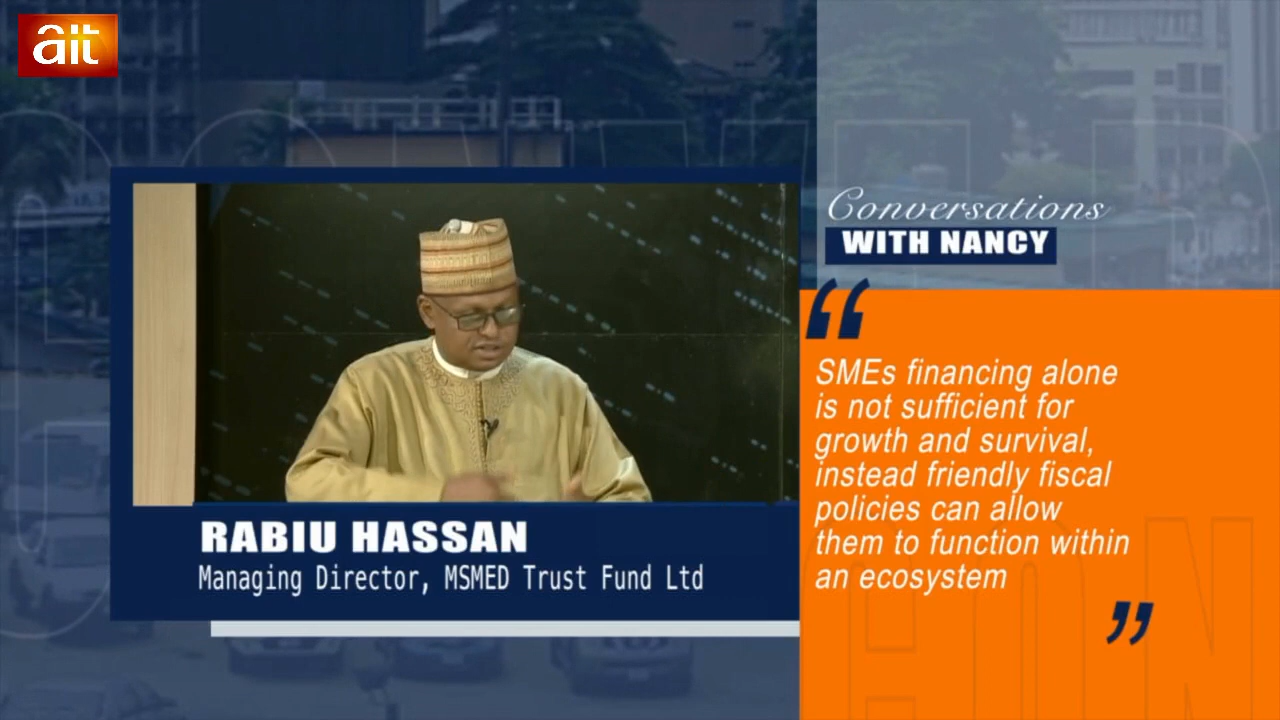 ait
Conversations
WITH NANCY
“
SMEs financing alone
is not sufficient for
growth and survival,
instead friendly fiscal
policies can allow
them to function within
an ecosystem
”
RABIU HASSAN
Managing Director, MSMED Trust Fund Ltd